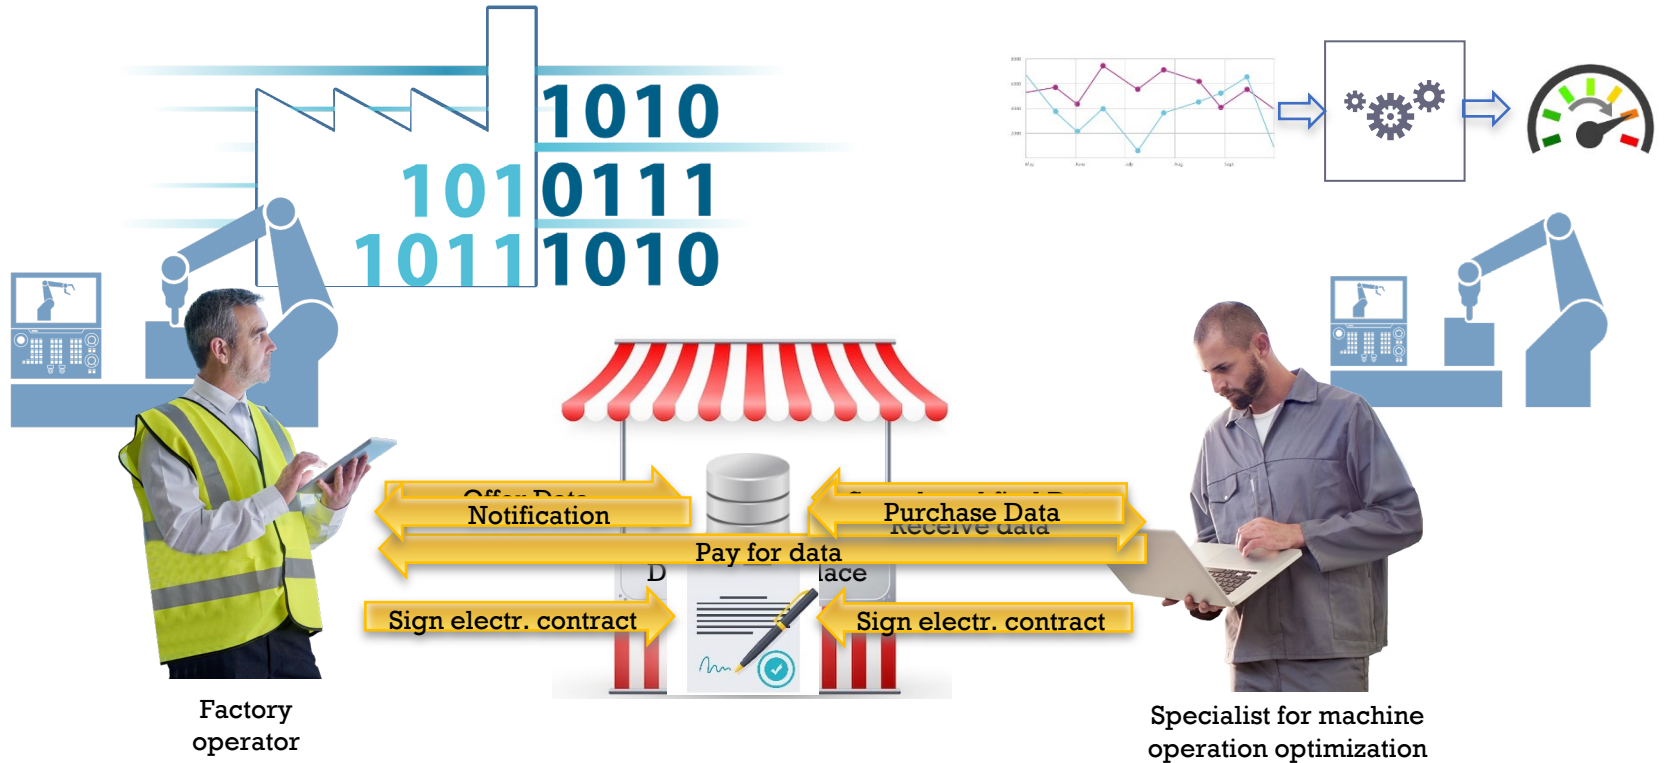 1010
1010111
10111010
Offer Data
Notification
Purchase Data
Receive data
Pay for data
lace
Sign electr. contract
Sign electr. contract
Factory
operator
Specialist for machine
operation optimization